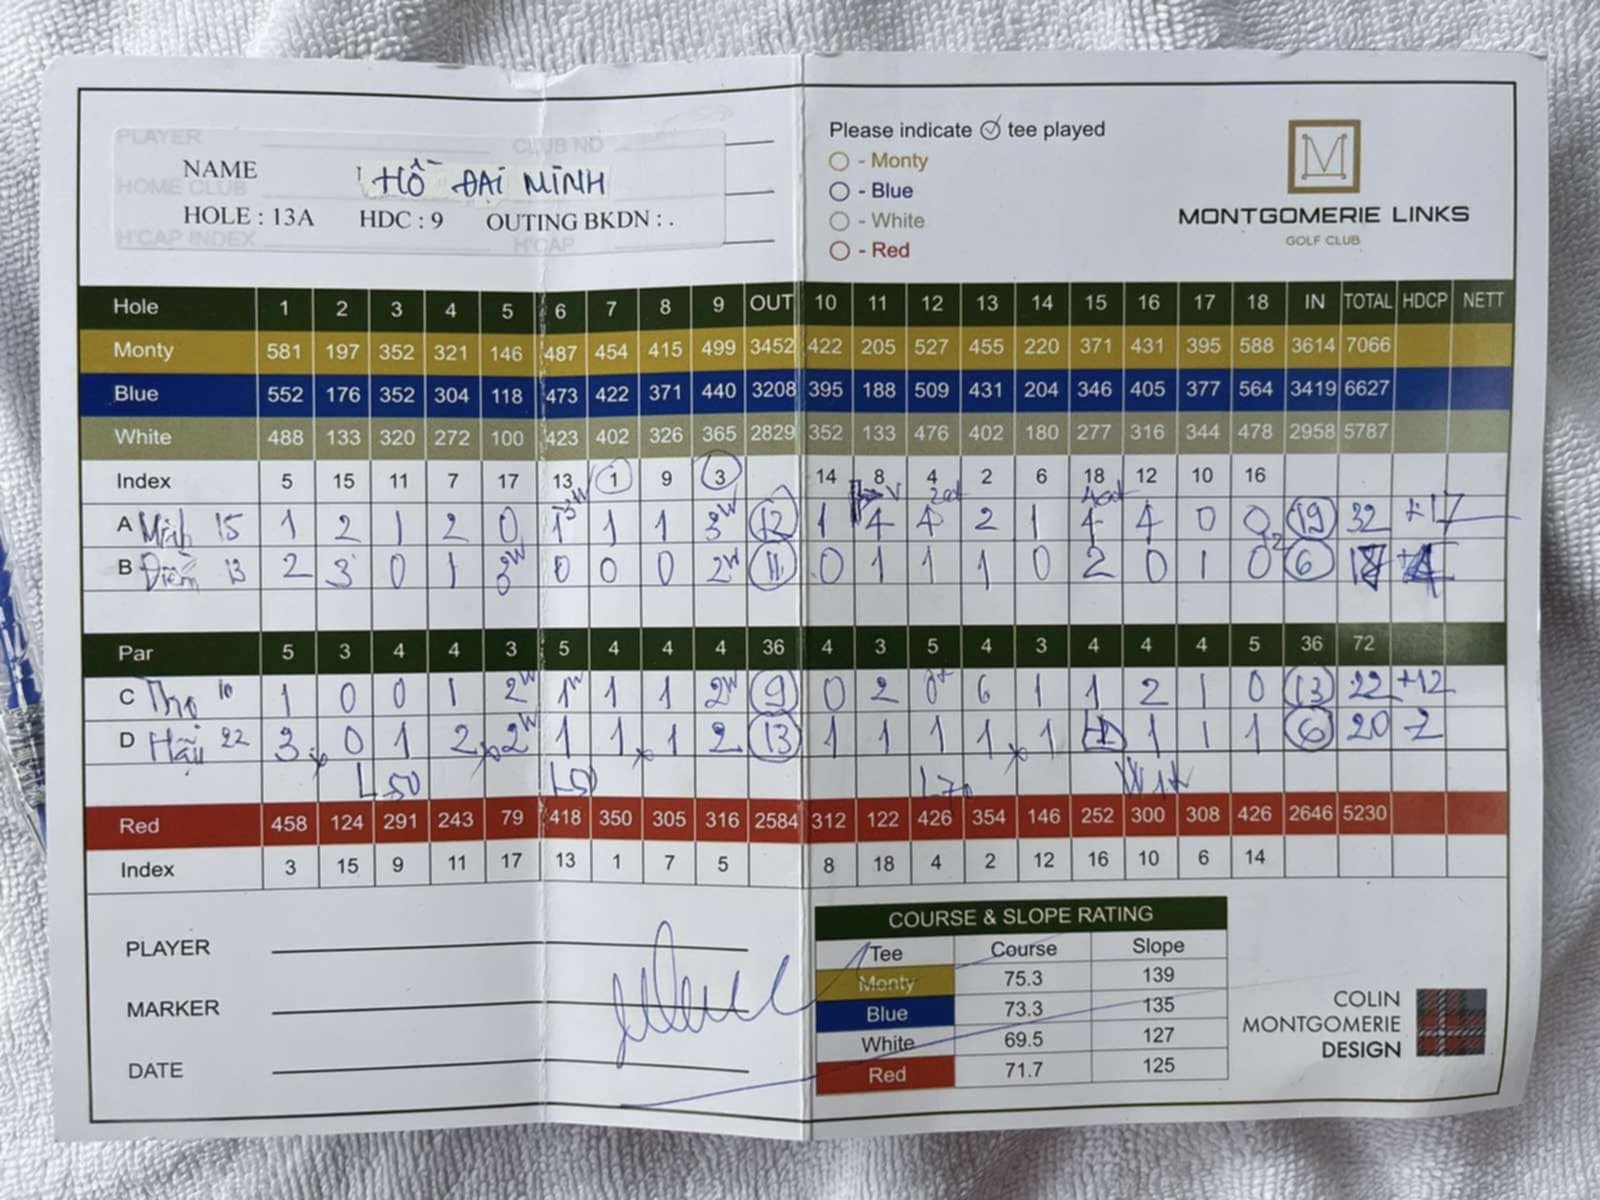 PLAYER CLUB NO
NAME HỒ ĐẠI MINH
HOME CLUB
HOLE : 13A HDC : 9 OUTING BKDN : .
H'CAP INDEX H'CAP
Please indicate tee played
- Monty
- Blue
- White
- Red
MONTGOMERIE LINKS
GOLF CLUB
Hole 1 2 3 4 5 6 7 8 9 OUT 10 11 12 13 14 15 16 17 18 IN TOTAL HDCP NETT
Monty 581 197 352 321 146 487 454 415 499 3452 422 205 527 455 220 371 431 395 588 3614 7066
Blue 552 176 352 304 118 473 422 371 440 3208 395 188 509 431 204 346 405 377 564 3419 6627
White 488 133 320 272 100 423 402 326 365 2829 352 133 476 402 180 277 316 344 478 2958 5787
Index 5 15 11 7 17 13 1 9 3 14 8 4 2 6 18 12 10 16
A Minh 15 1 2 1 2 0 1 1 1 3W 12 1 4 4 2 1 4 4 0 0 19 32 +17
B Điểm 13 2 3 0 1 3W 0 0 0 2W 11 0 1 1 1 0 2 0 1 0 6
Par 5 3 4 4 3 5 4 4 4 36 4 3 5 4 3 4 4 4 5 36 72
C Thọ 10 1 0 0 1 2W 1W 1 1 2W 9 0 2 0 6 1 1 2 1 0 13 22 +12
D Hậu 22 3 0 1 2 2W 1 1 1 2 13 1 1 1 1 1 1 1 1 6 20 -2
L50 L50 L70
Red 458 124 291 243 79 418 350 305 316 2584 312 122 426 354 146 252 300 308 426 2646 5230
Index 3 15 9 11 17 13 1 7 5 8 18 4 2 12 16 10 6 14
PLAYER
MARKER
DATE
COURSE & SLOPE RATING
Tee Course Slope
Monty 75.3 139
Blue 73.3 135
White 69.5 127
Red 71.7 125
COLIN
MONTGOMERIE
DESIGN